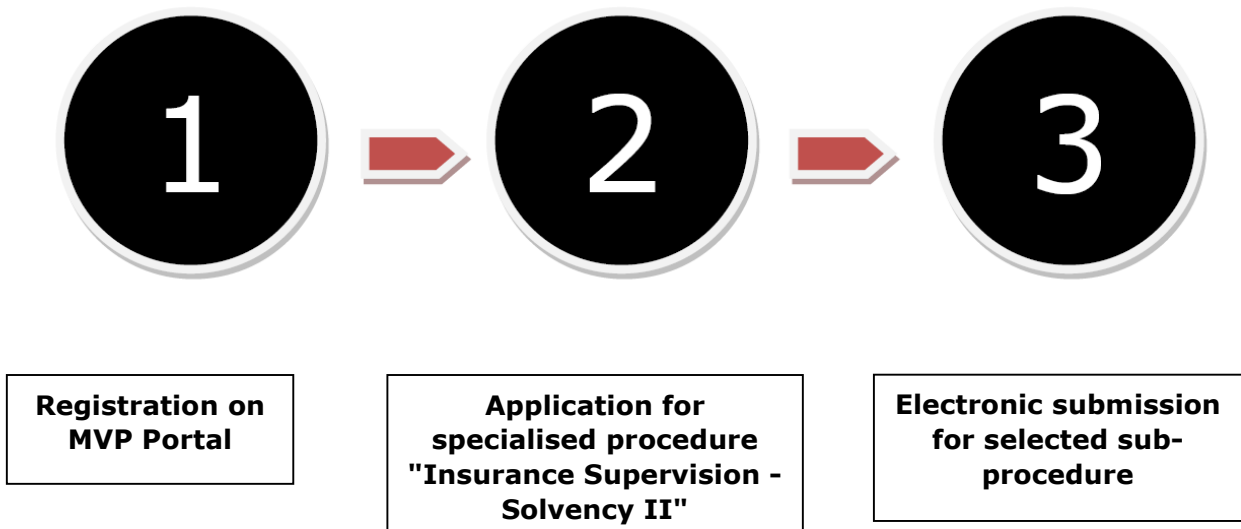 1
2
3
Registration on
MVP Portal
Application for
specialised procedure
"Insurance Supervision -
Solvency II"
Electronic submission
for selected sub-
procedure